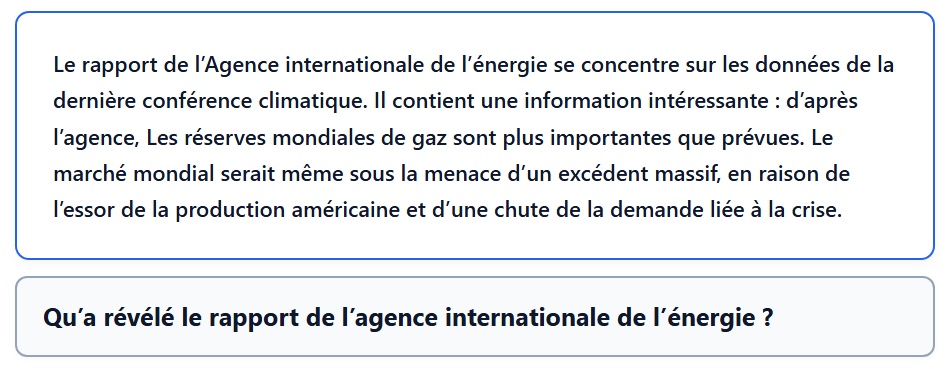 Le rapport de l’Agence internationale de l’énergie se concentre sur les données de la
dernière conférence climatique. Il contient une information intéressante : d’après
l’agence, Les réserves mondiales de gaz sont plus importantes que prévues. Le
marché mondial serait même sous la menace d’un excédent massif, en raison de
l’essor de la production américaine et d’une chute de la demande liée à la crise.
Qu’a révélé le rapport de l’agence internationale de l’énergie ?